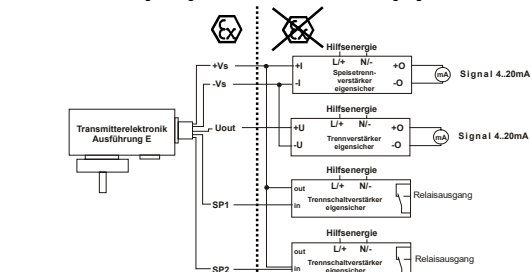 Hilfsenergie
+Vs
+I
L/+ N/-
+O
Speisetrenn-
verstärker
eigensicher
mA
Signal 4..20mA
-Vs
-I
-O
Hilfsenergie
Transmitterelektronik
Ausführung E
Uout
+U
L/+ N/-
+O
Trennverstärker
eigensicher
mA
Signal 4..20mA
-U
-O
Hilfsenergie
L/+ N/-
out
Trennschaltverstärker
eigensicher
Relaisausgang
SP1
in
Hilfsenergie
L/+ N/-
out
Trennschaltverstärker
eigensicher
Relaisausgang
SP2
in